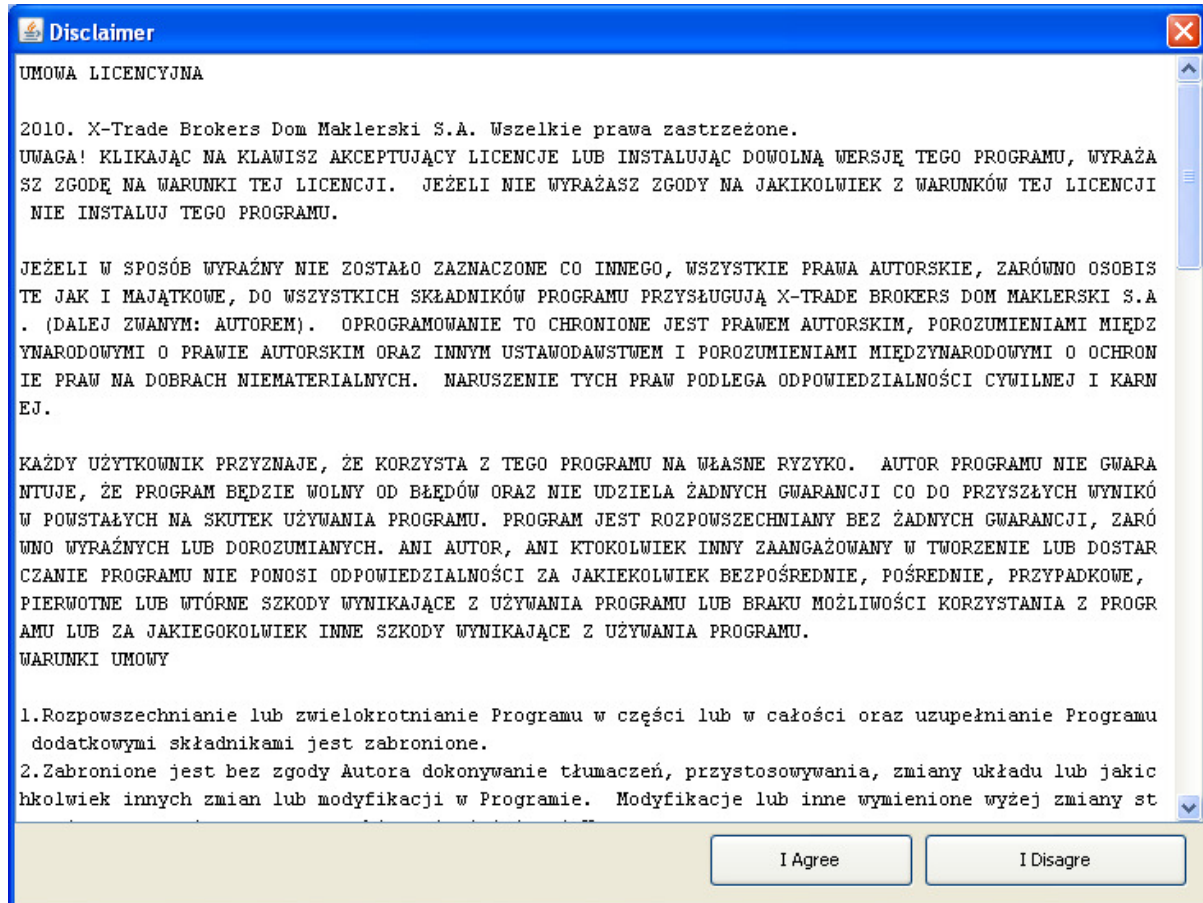 Disclaimer
UMOWA LICENCYJNA
2010. X-Trade Brokers Dom Maklerski S.A. Wszelkie prawa zastrzeżone.
UWAGA! KLIKAJĄC NA KLAWISZ AKCEPTUJĄCY LICENCJE LUB INSTALUJĄC DOWOLNĄ WERSJĘ TEGO PROGRAMU, WYRAŻA
SZ ZGODĘ NA WARUNKI TEJ LICENCJI.  JEŻELI NIE WYRAŻASZ ZGODY NA JAKIKOLWIEK Z WARUNKÓW TEJ LICENCJI
NIE INSTALUJ TEGO PROGRAMU.
JEŻELI W SPOSÓB WYRAŹNY NIE ZOSTAŁO ZAZNACZONE CO INNEGO, WSZYSTKIE PRAWA AUTORSKIE, ZARÓWNO OSOBIS
TE JAK I MAJĄTKOWE, DO WSZYSTKICH SKŁADNIKÓW PROGRAMU PRZYSŁUGUJĄ X-TRADE BROKERS DOM MAKLERSKI S.A
. (DALEJ ZWANYM: AUTOREM).  OPROGRAMOWANIE TO CHRONIONE JEST PRAWEM AUTORSKIM, POROZUMIENIAMI MIĘDZ
YNARODOWYMI O PRAWIE AUTORSKIM ORAZ INNYM USTAWODAWSTWEM I POROZUMIENIAMI MIĘDZYNARODOWYMI O OCHRON
IE PRAW NA DOBRACH NIEMATERIALNYCH.  NARUSZENIE TYCH PRAW PODLEGA ODPOWIEDZIALNOŚCI CYWILNEJ I KARN
EJ.
KAŻDY UŻYTKOWNIK PRZYZNAJE, ŻE KORZYSTA Z TEGO PROGRAMU NA WŁASNE RYZYKO.  AUTOR PROGRAMU NIE GWARA
NTUJE, ŻE PROGRAM BĘDZIE WOLNY OD BŁĘDÓW ORAZ NIE UDZIELA ŻADNYCH GWARANCJI CO DO PRZYSZŁYCH WYNIKÓ
W POWSTAŁYCH NA SKUTEK UŻYWANIA PROGRAMU. PROGRAM JEST ROZPOWSZECHNIANY BEZ ŻADNYCH GWARANCJI, ZARÓ
WNO WYRAŹNYCH LUB DOROZUMIANYCH. ANI AUTOR, ANI KTOKOLWIEK INNY ZAANGAŻOWANY W TWORZENIE LUB DOSTAR
CZANIE PROGRAMU NIE PONOSI ODPOWIEDZIALNOŚCI ZA JAKIEKOLWIEK BEZPOŚREDNIE, POŚREDNIE, PRZYPADKOWE,
PIERWOTNE LUB WTÓRNE SZKODY WYNIKAJĄCE Z UŻYWANIA PROGRAMU LUB BRAKU MOŻLIWOŚCI KORZYSTANIA Z PROGR
AMU LUB ZA JAKIEGOKOLWIEK INNE SZKODY WYNIKAJĄCE Z UŻYWANIA PROGRAMU.
WARUNKI UMOWY
1.Rozpowszechnianie lub zwielokrotnianie Programu w części lub w całości oraz uzupełnianie Programu
dodatkowymi składnikami jest zabronione.
2.Zabronione jest bez zgody Autora dokonywanie tłumaczeń, przystosowywania, zmiany układu lub jakic
hkolwiek innych zmian lub modyfikacji w Programie.  Modyfikacje lub inne wymienione wyżej zmiany st
I Agree
I Disagre